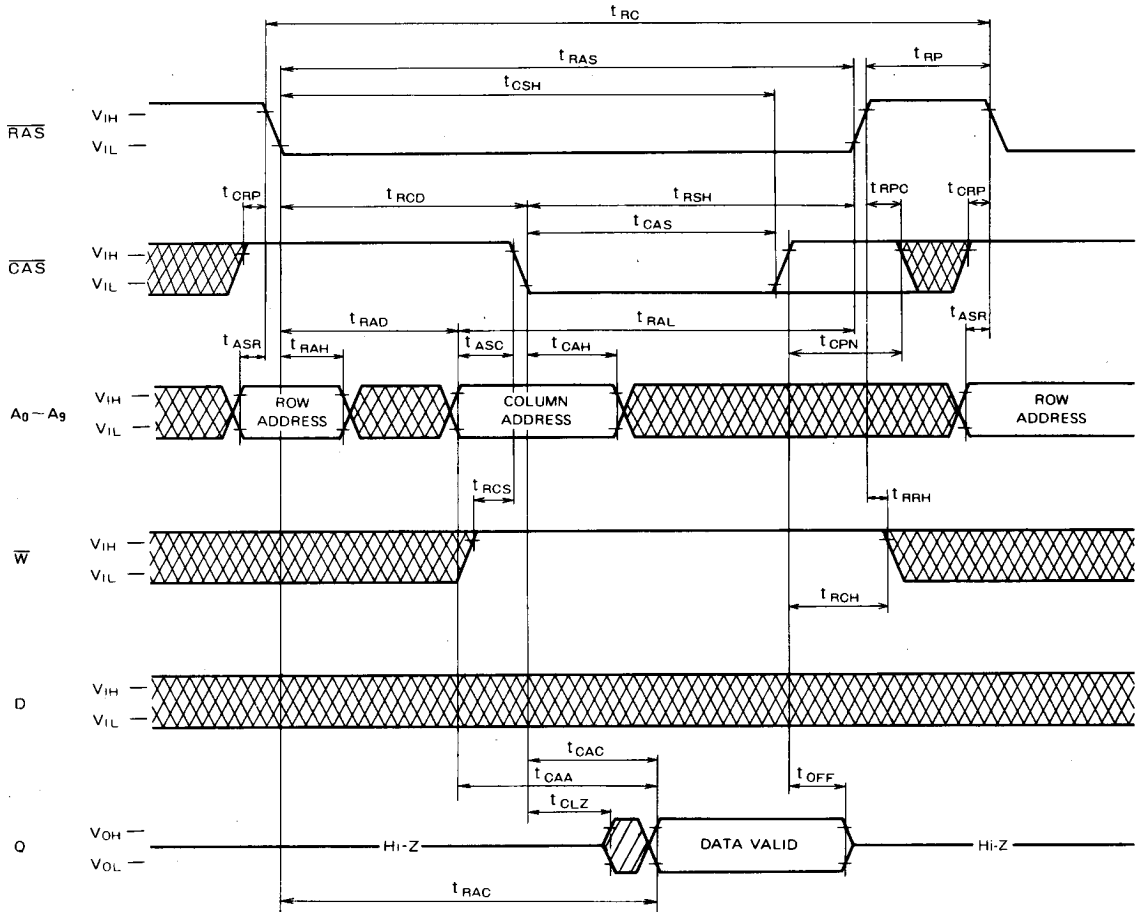 tRC
tRAS
tRP
tCSH
RAS
VIH
VIL
tCRP
tRCD
tRSH
tRPC
tCRP
tCAS
CAS
VIH
VIL
tRAD
tRAL
tASR
tRAH
tASC
tCAH
tCPN
tASR
A0~A9
VIH
VIL
ROW ADDRESS
COLUMN ADDRESS
ROW ADDRESS
tRCS
tRRH
W
VIH
VIL
tRCH
D
VIH
VIL
tCAC
tCAA
tOFF
tCLZ
Q
VOH
VOL
Hi-Z
DATA VALID
Hi-Z
tRAC